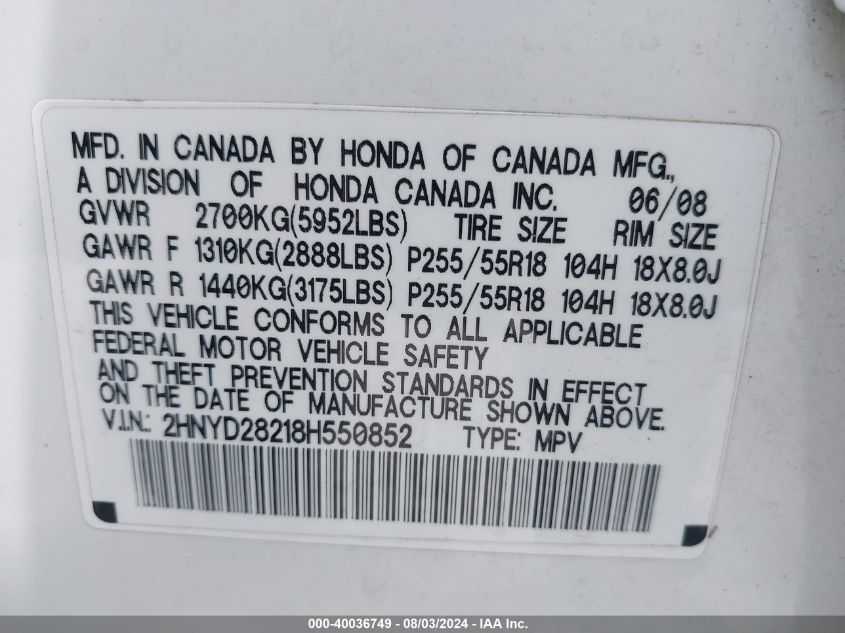 MFD. IN CANADA BY HONDA OF CANADA MFG.,
A DIVISION OF HONDA CANADA INC. 06/08
GVWR 2700KG(5952LBS) TIRE SIZE RIM SIZE
GAWR F 1310KG(2888LBS) P255/55R18 104H 18X8.0J
GAWR R 1440KG(3175LBS) P255/55R18 104H 18X8.0J
THIS VEHICLE CONFORMS TO ALL APPLICABLE
FEDERAL MOTOR VEHICLE SAFETY
AND THEFT PREVENTION STANDARDS IN EFFECT
ON THE DATE OF MANUFACTURE SHOWN ABOVE.
V.I.N.: 2HNYD28218H550852 TYPE: MPV
000-40036749 - 08/03/2024 - IAA Inc.